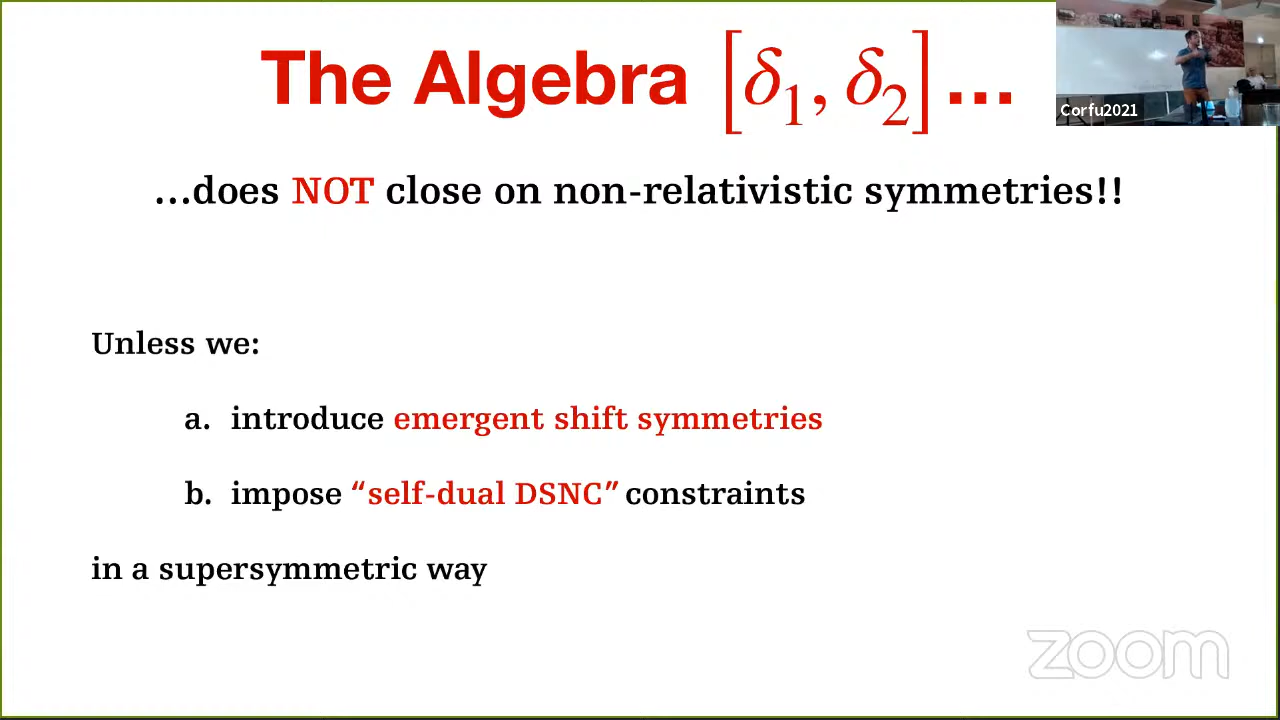 The Algebra [δ₁, δ₂] ...
Corfu2021
...does NOT close on non-relativistic symmetries!!
Unless we:
a. introduce emergent shift symmetries
b. impose “self-dual DSNC” constraints
in a supersymmetric way
zoom